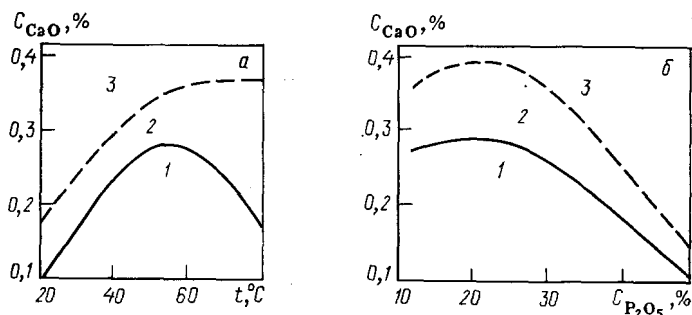 C_CaO, %
0,4
0,3
0,2
0,1
3
2
1
а
20 40 60 t,°C
C_CaO, %
0,4
0,3
0,2
0,1
3
2
1
б
10 20 30 C_P₂O₅, %